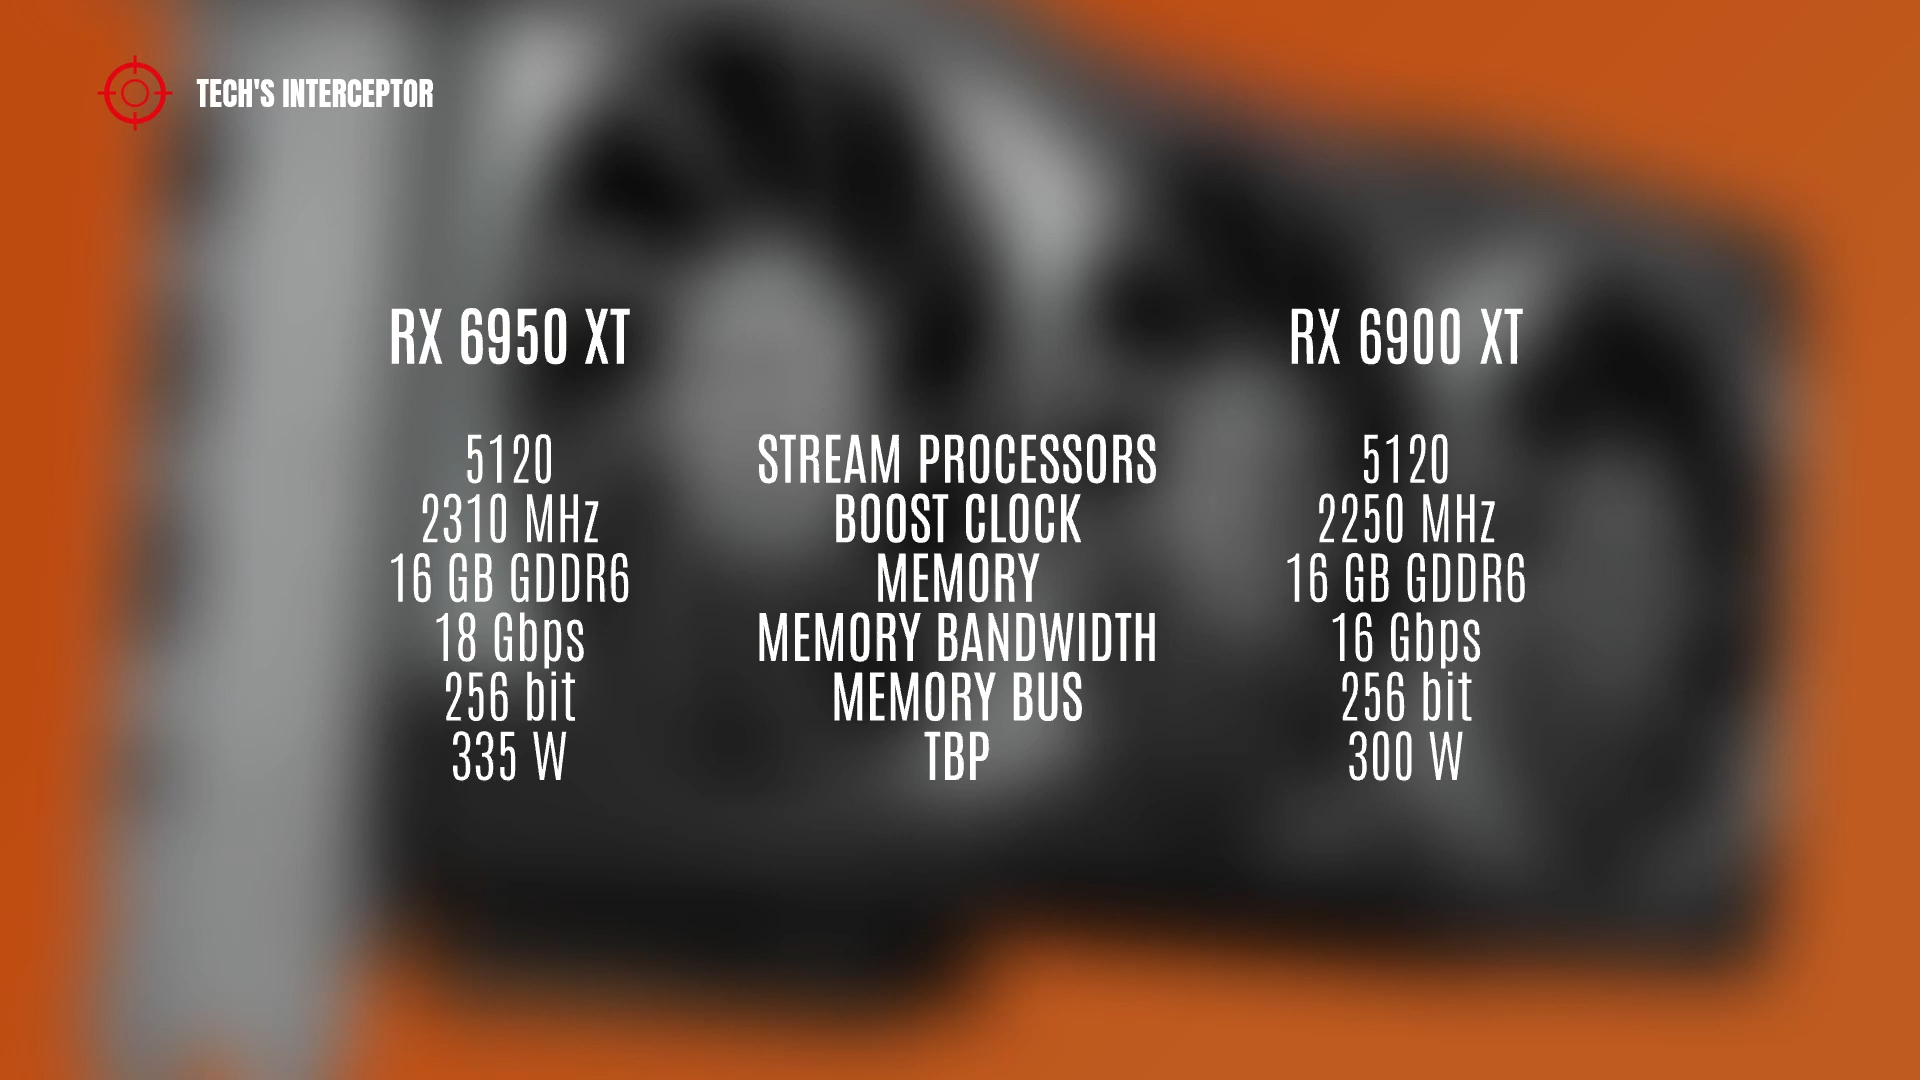 TECH'S INTERCEPTOR
RX 6950 XT RX 6900 XT
5120 STREAM PROCESSORS 5120
2310 MHz BOOST CLOCK 2250 MHz
16 GB GDDR6 MEMORY 16 GB GDDR6
18 Gbps MEMORY BANDWIDTH 16 Gbps
256 bit MEMORY BUS 256 bit
335 W TBP 300 W